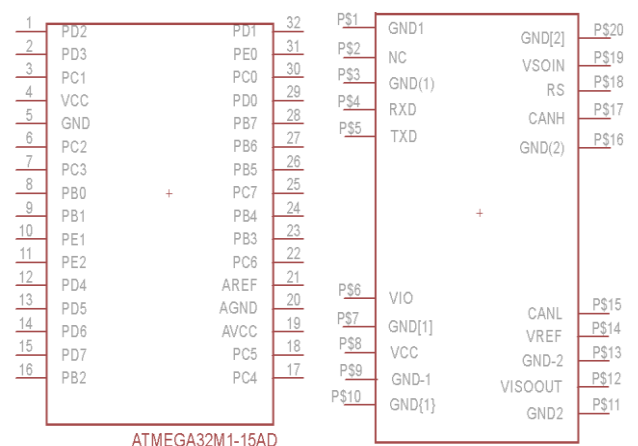 1 PD2 PD1 32
2 PD3 PE0 31
3 PC1 PC0 30
4 VCC PD0 29
5 GND PB7 28
6 PC2 PB6 27
7 PC3 PB5 26
8 PB0 PC7 25
9 PB1 PB4 24
10 PE1 PB3 23
11 PE2 PC6 22
12 PD4 AREF 21
13 PD5 AGND 20
14 PD6 AVCC 19
15 PD7 PC5 18
16 PB2 PC4 17
ATMEGA32M1-15AD
P$1 GND1 GND[2] P$20
P$2 NC VSOIN P$19
P$3 GND(1) RS P$18
P$4 RXD CANH P$17
P$5 TXD GND(2) P$16
P$6 VIO CANL P$15
P$7 GND[1] VREF P$14
P$8 VCC GND-2 P$13
P$9 GND-1 VISOOUT P$12
P$10 GND{1} GND2 P$11